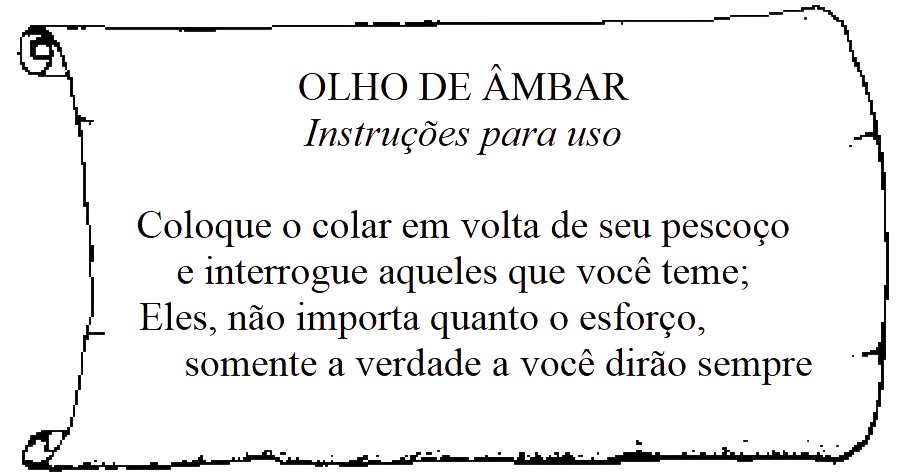 OLHO DE ÂMBAR
Instruções para uso
Coloque o colar em volta de seu pescoço
e interrogue aqueles que você teme;
Eles, não importa quanto o esforço,
somente a verdade a você dirão sempre